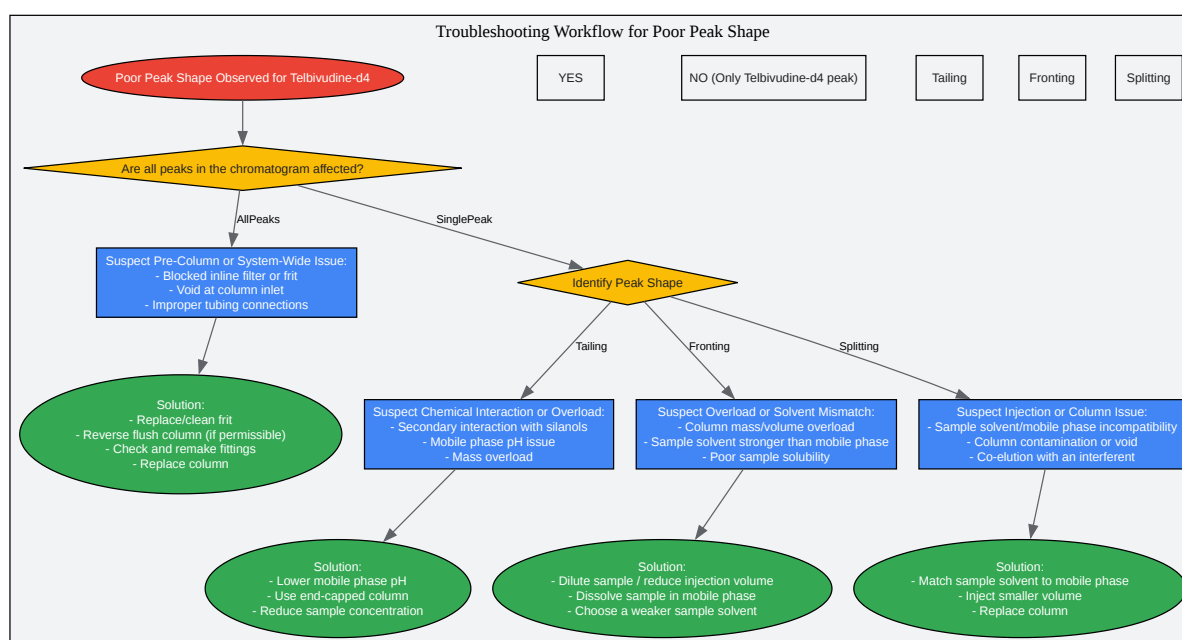 Troubleshooting Workflow for Poor Peak Shape
Poor Peak Shape Observed for Telbivudine-d4
YES
NO (Only Telbivudine-d4 peak)
Tailing
Fronting
Splitting
Are all peaks in the chromatogram affected?
AllPeaks
SinglePeak
Suspect Pre-Column or System-Wide Issue:
- Blocked inline filter or frit
- Void at column inlet
- Improper tubing connections
Identify Peak Shape
Tailing
Fronting
Splitting
Solution:
- Replace/clean frit
- Reverse flush column (if permissible)
- Check and remake fittings
- Replace column
Suspect Chemical Interaction or Overload:
- Secondary interaction with silanols
- Mobile phase pH issue
- Mass overload
Suspect Overload or Solvent Mismatch:
- Column mass/volume overload
- Sample solvent stronger than mobile phase
- Poor sample solubility
Suspect Injection or Column Issue:
- Sample solvent/mobile phase incompatibility
- Column contamination or void
- Co-elution with an interferent
Solution:
- Lower mobile phase pH
- Use end-capped column
- Reduce sample concentration
Solution:
- Dilute sample / reduce injection volume
- Dissolve sample in mobile phase
- Choose a weaker sample solvent
Solution:
- Match sample solvent to mobile phase
- Inject smaller volume
- Replace column